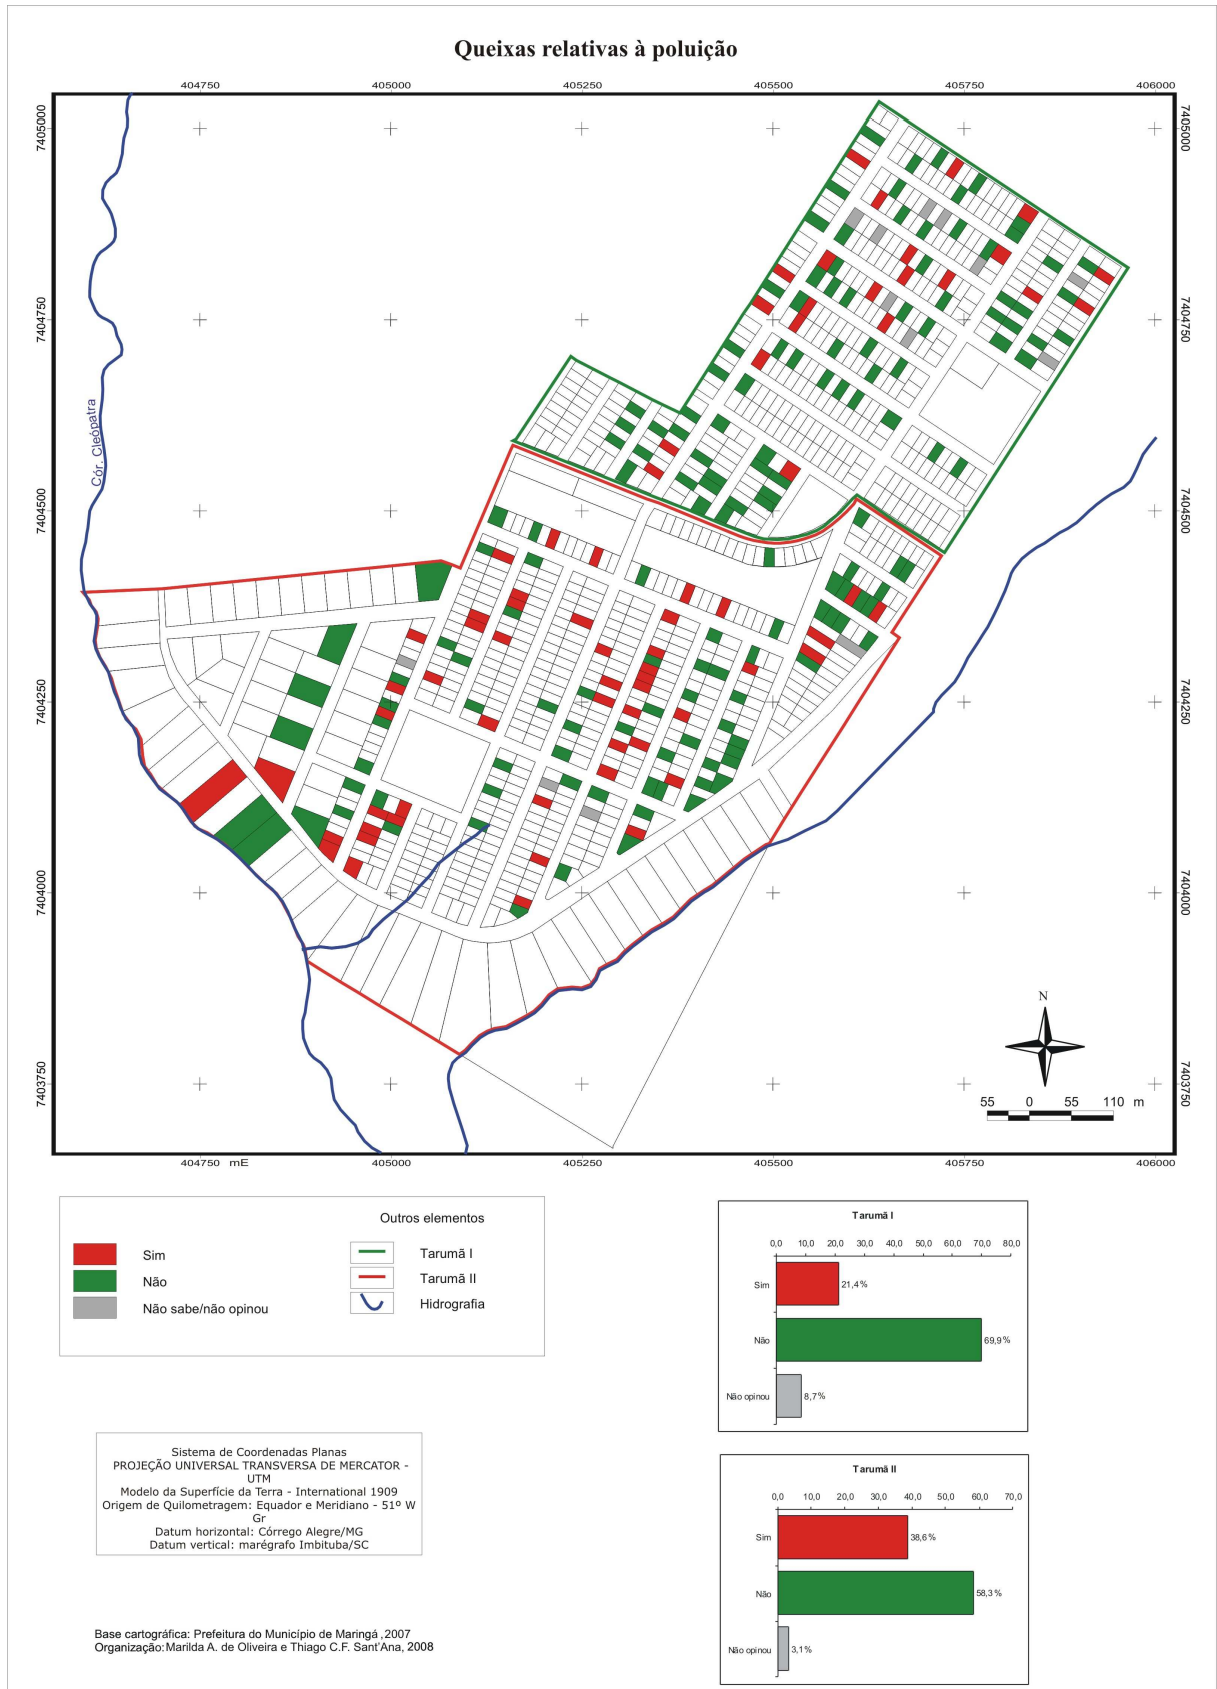 Queixas relativas à poluição
404750 405000 405250 405500 405750 406000
7405000 7405000
7404750 7404750
Cór. Cleópatra
7404500 7404500
7404250 7404250
7404000 7404000
N
7403750 7403750
55 0 55 110 m
404750 mE 405000 405250 405500 405750 406000
Outros elementos
Sim
Não
Não sabe/não opinou
Tarumã I
Tarumã II
Hidrografia
Tarumã I
0,0 10,0 20,0 30,0 40,0 50,0 60,0 70,0 80,0
Sim 21,4%
Não 69,9%
Não opinou 8,7%
Sistema de Coordenadas Planas
PROJEÇÃO UNIVERSAL TRANSVERSA DE MERCATOR -
UTM
Modelo da Superfície da Terra - International 1909
Origem de Quilometragem: Equador e Meridiano - 51º W
Gr
Datum horizontal: Córrego Alegre/MG
Datum vertical: marégrafo Imbituba/SC
Tarumã II
0,0 10,0 20,0 30,0 40,0 50,0 60,0 70,0
Sim 38,6%
Não 58,3%
Não opinou 3,1%
Base cartográfica: Prefeitura do Município de Maringá, 2007
Organização: Marilda A. de Oliveira e Thiago C.F. Sant'Ana, 2008